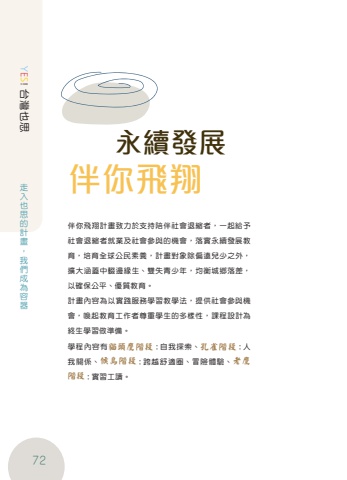 YES! 台灣也思
走入也思的計畫，我們成為容器
永續發展
伴你飛翔
伴你飛翔計畫致力於支持陪伴社會退縮者，一起給予
社會退縮者就業及社會參與的機會，落實永續發展教
育，培育全球公民素養，計畫對象除偏遠兒少之外，
擴大涵蓋中輟邊緣生、雙失青少年，均衡城鄉落差，
以確保公平、優質教育。
計畫內容為以實踐服務學習教學法，提供社會參與機
會，喚起教育工作者尊重學生的多樣性，課程設計為
終生學習做準備。
學程內容有貓頭鷹階段：自我探索、孔雀階段：人
我關係、候鳥階段：跨越舒適圈、冒險體驗、老鷹
階段：實習工讀。
72